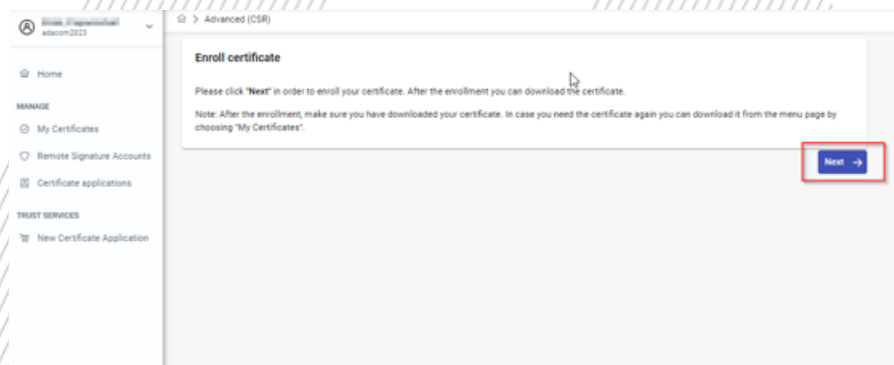 adacom2023
Home
MANAGE
My Certificates
Remote Signature Accounts
Certificate applications
TRUST SERVICES
New Certificate Application
> Advanced (CSR)
Enroll certificate
Please click "Next" in order to enroll your certificate. After the enrollment you can download the certificate.
Note: After the enrollment, make sure you have downloaded your certificate. In case you need the certificate again you can download it from the menu page by
choosing "My Certificates".
Next →